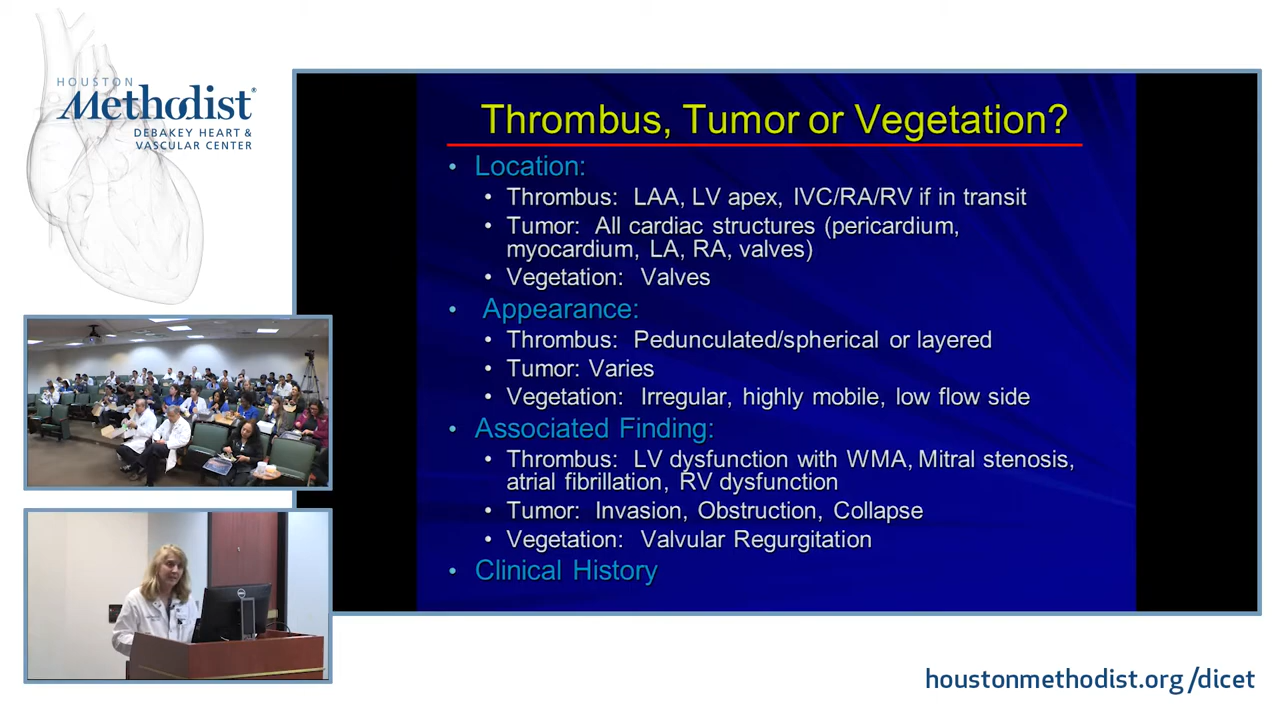 HOUSTON
Methodist®
DEBAKEY HEART &
VASCULAR CENTER
Thrombus, Tumor or Vegetation?
• Location:
• Thrombus: LAA, LV apex, IVC/RA/RV if in transit
• Tumor: All cardiac structures (pericardium,
myocardium, LA, RA, valves)
• Vegetation: Valves
• Appearance:
• Thrombus: Pedunculated/spherical or layered
• Tumor: Varies
• Vegetation: Irregular, highly mobile, low flow side
• Associated Finding:
• Thrombus: LV dysfunction with WMA, Mitral stenosis,
atrial fibrillation, RV dysfunction
• Tumor: Invasion, Obstruction, Collapse
• Vegetation: Valvular Regurgitation
• Clinical History
DELL
houstonmethodist.org/dicet